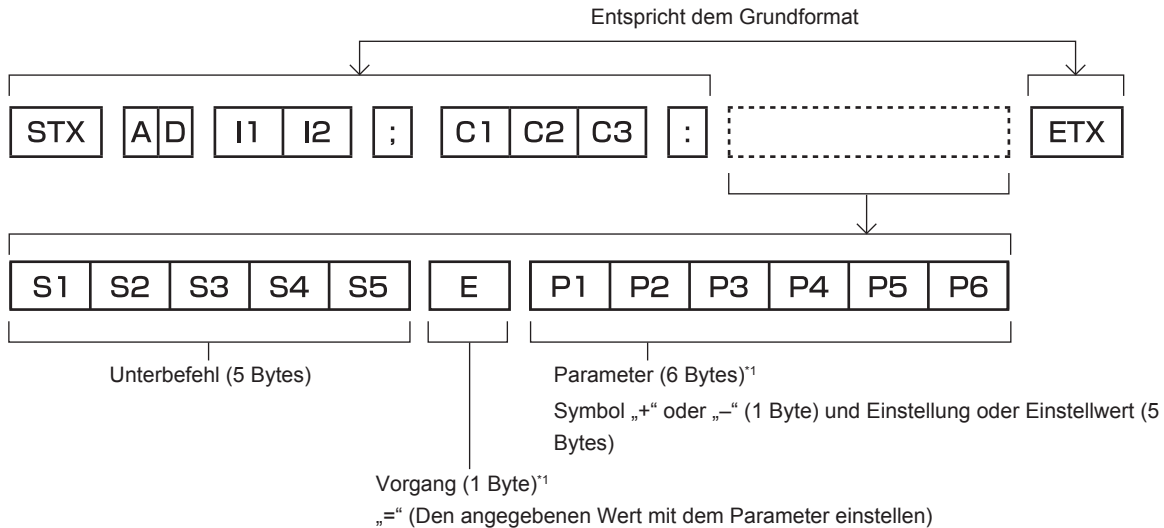 Entspricht dem Grundformat
STX A D I1 I2 ; C1 C2 C3 : ETX
S1 S2 S3 S4 S5 E P1 P2 P3 P4 P5 P6
Unterbefehl (5 Bytes)
Parameter (6 Bytes)*1
Symbol „+“ oder „–“ (1 Byte) und Einstellung oder Einstellwert (5
Bytes)
Vorgang (1 Byte)*1
„=“ (Den angegebenen Wert mit dem Parameter einstellen)